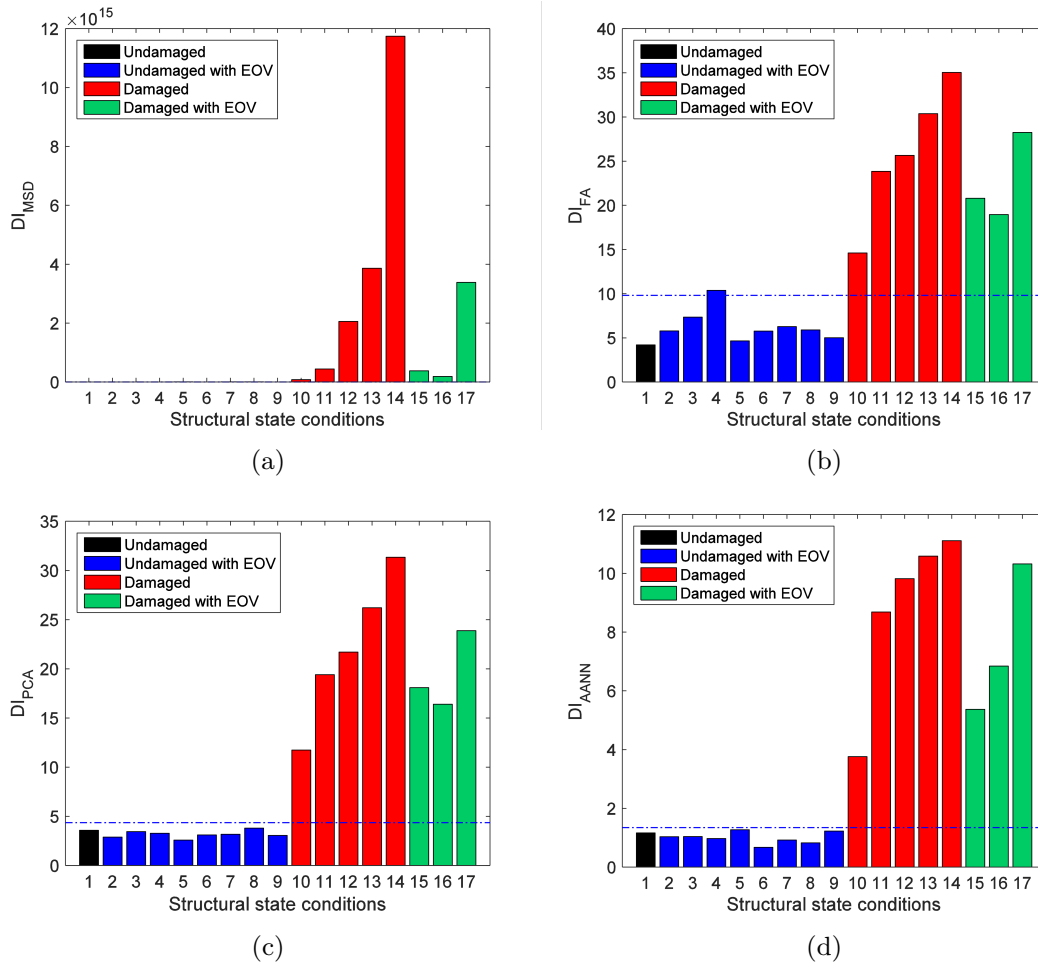 ×10^15
12
10
8
6
4
2
0
DI_MSD
Undamaged
Undamaged with EOV
Damaged
Damaged with EOV
1 2 3 4 5 6 7 8 9 10 11 12 13 14 15 16 17
Structural state conditions
(a)
40
35
30
25
20
15
10
5
0
DI_FA
Undamaged
Undamaged with EOV
Damaged
Damaged with EOV
1 2 3 4 5 6 7 8 9 10 11 12 13 14 15 16 17
Structural state conditions
(b)
35
30
25
20
15
10
5
0
DI_PCA
Undamaged
Undamaged with EOV
Damaged
Damaged with EOV
1 2 3 4 5 6 7 8 9 10 11 12 13 14 15 16 17
Structural state conditions
(c)
12
10
8
6
4
2
0
DI_AANN
Undamaged
Undamaged with EOV
Damaged
Damaged with EOV
1 2 3 4 5 6 7 8 9 10 11 12 13 14 15 16 17
Structural state conditions
(d)